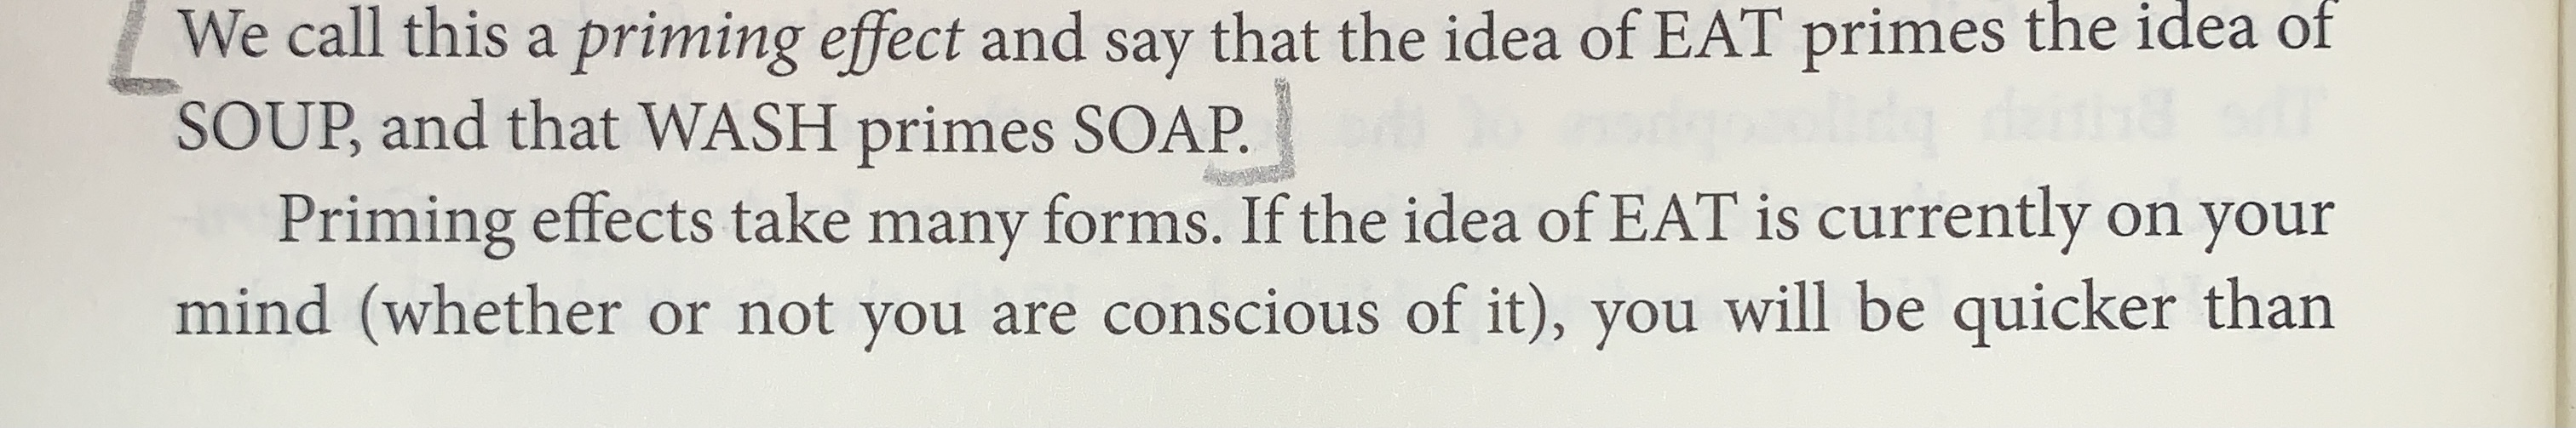 We call this a priming effect and say that the idea of EAT primes the idea of
SOUP, and that WASH primes SOAP.
Priming effects take many forms. If the idea of EAT is currently on your
mind (whether or not you are conscious of it), you will be quicker than